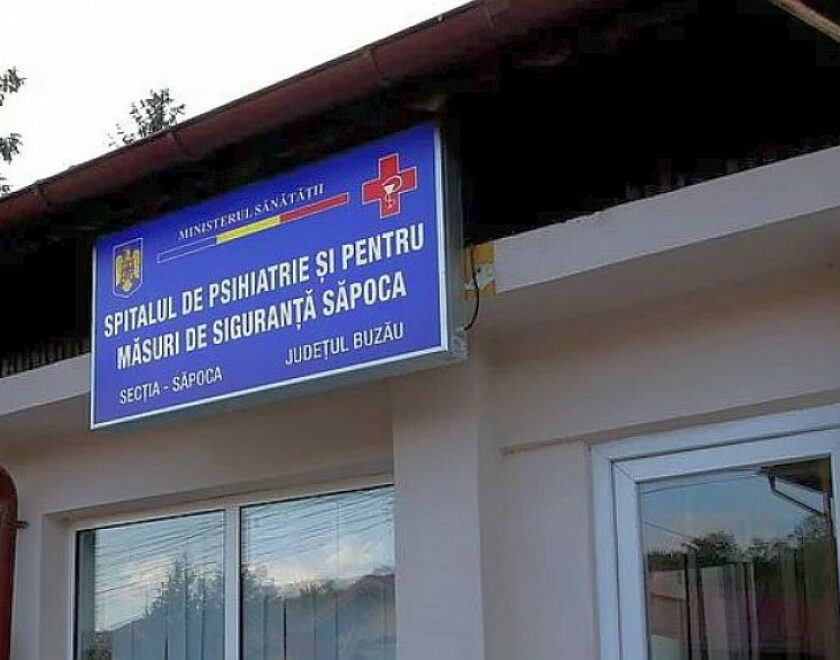 MINISTERUL SĂNĂTĂȚII
SPITALUL DE PSIHIATRIE ȘI PENTRU
MĂSURI DE SIGURANȚĂ SĂPOCA
SECȚIA - SĂPOCA
JUDEȚUL BUZĂU